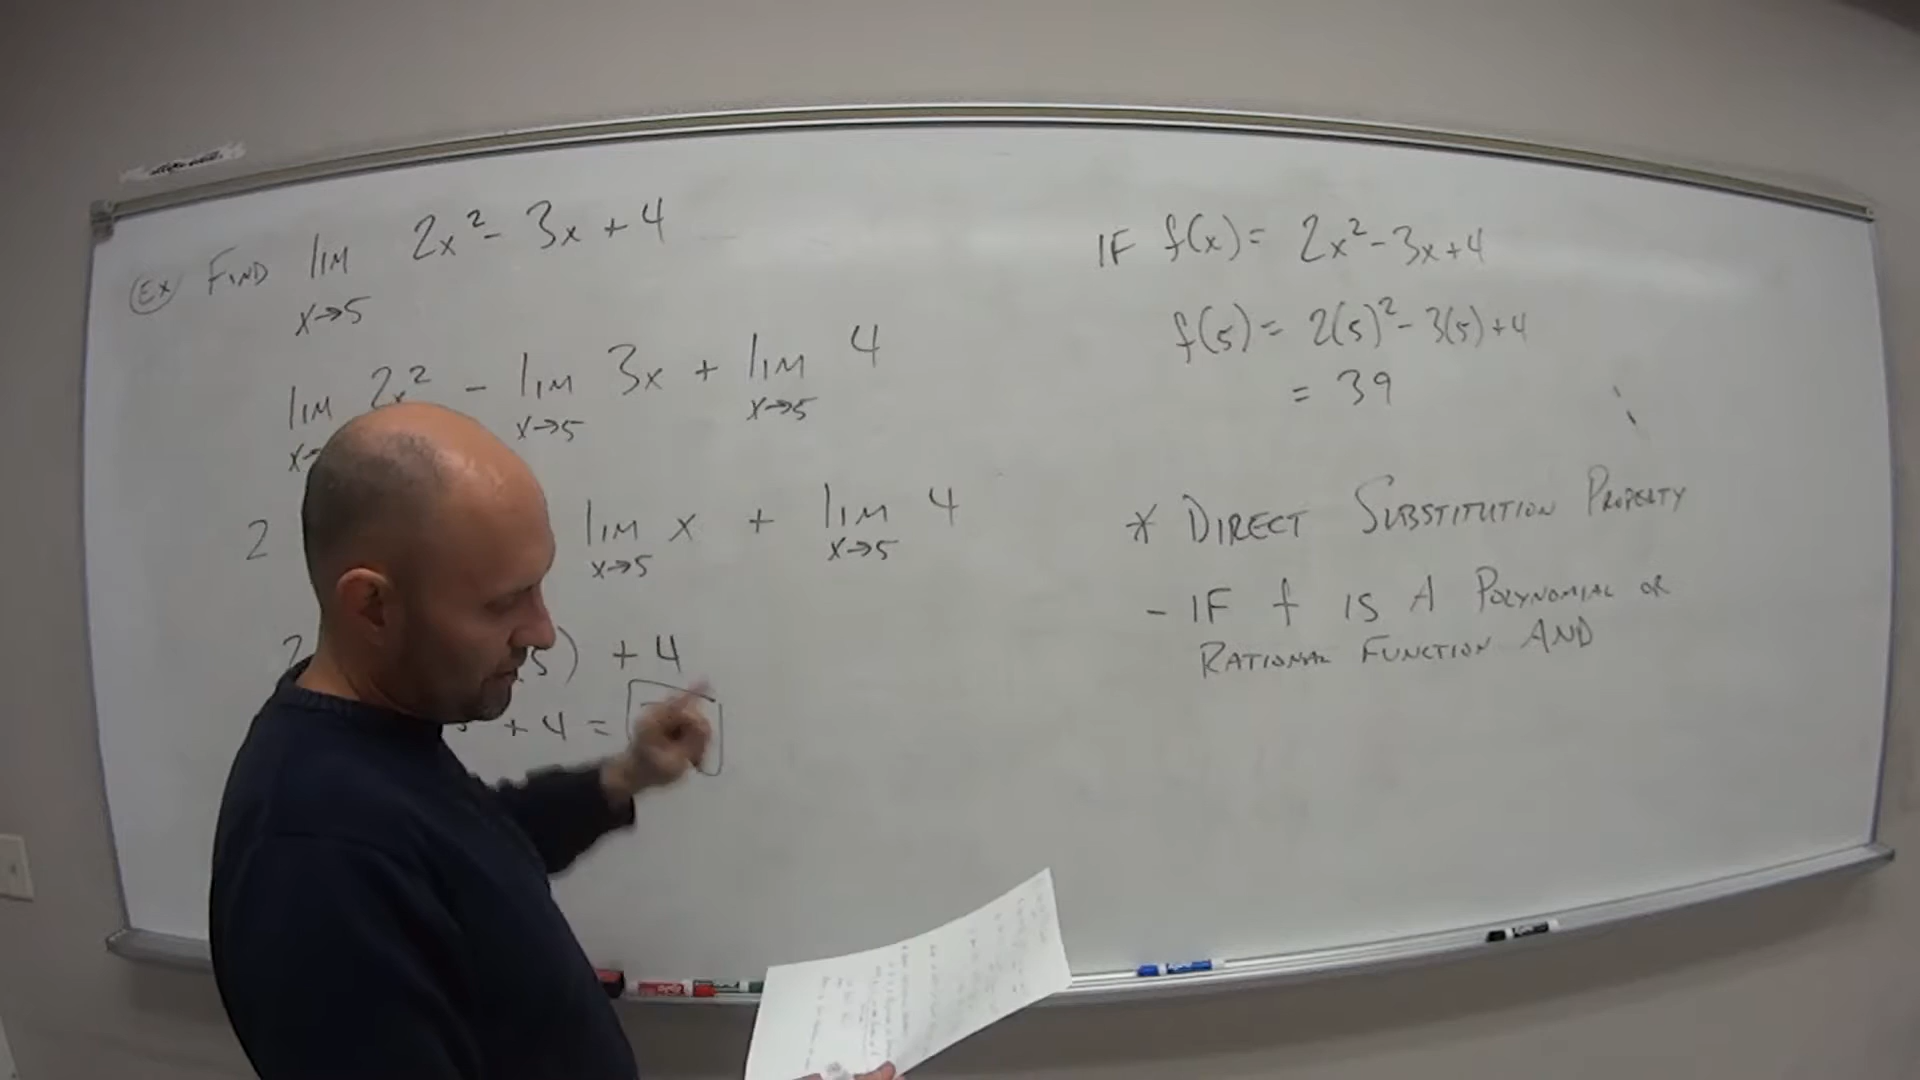 Ex FIND lim 2x² - 3x + 4
x→5
lim 2x² - lim 3x + lim 4
x→5 x→5
2 lim x + lim 4
x→5 x→5
5) + 4
+ 4 =
IF f(x) = 2x² - 3x + 4
f(5) = 2(5)² - 3(5) + 4
= 39
* DIRECT SUBSTITUTION PROPERTY
- IF f IS A POLYNOMIAL OR
RATIONAL FUNCTION AND